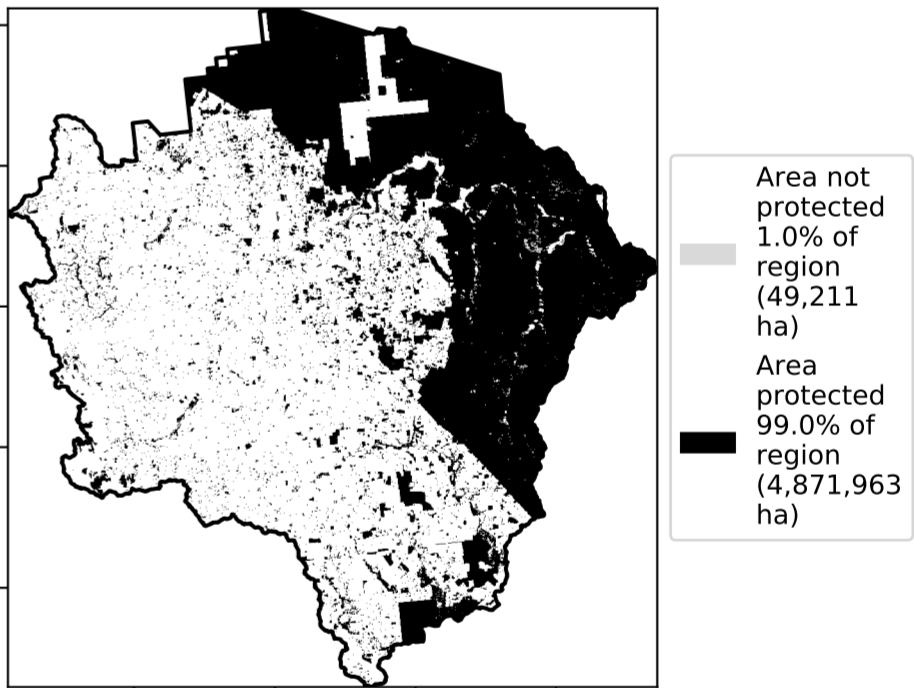 Area not
protected
1.0% of
region
(49,211
ha)
Area
protected
99.0% of
region
(4,871,963
ha)